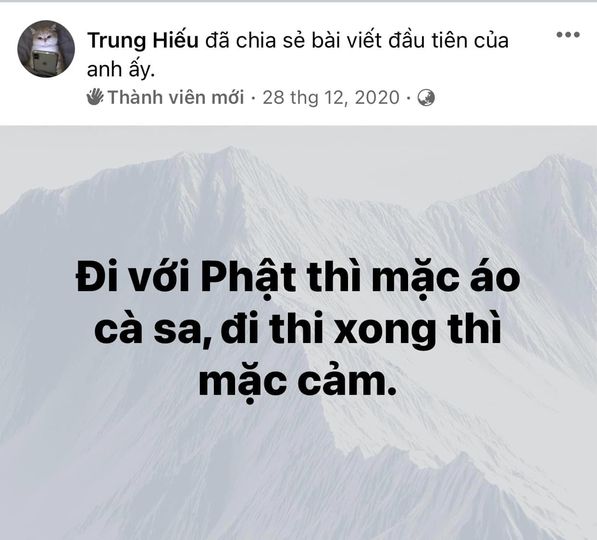 Trung Hiếu đã chia sẻ bài viết đầu tiên của
anh ấy.
Thành viên mới · 28 thg 12, 2020 ·
Đi với Phật thì mặc áo
cà sa, đi thi xong thì
mặc cảm.